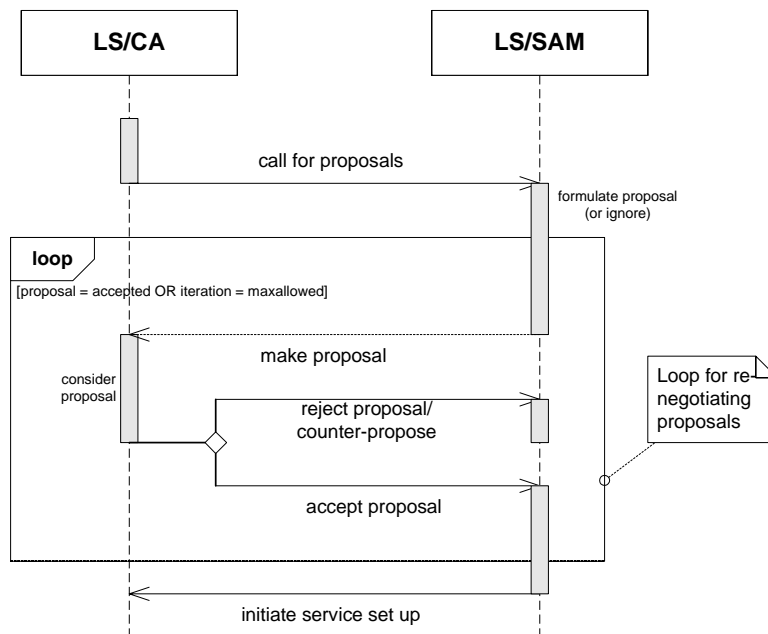 LS/CA
LS/SAM
call for proposals
formulate proposal
(or ignore)
loop
[proposal = accepted OR iteration = maxallowed]
make proposal
consider
proposal
reject proposal/
counter-propose
Loop for re-
negotiating
proposals
accept proposal
initiate service set up